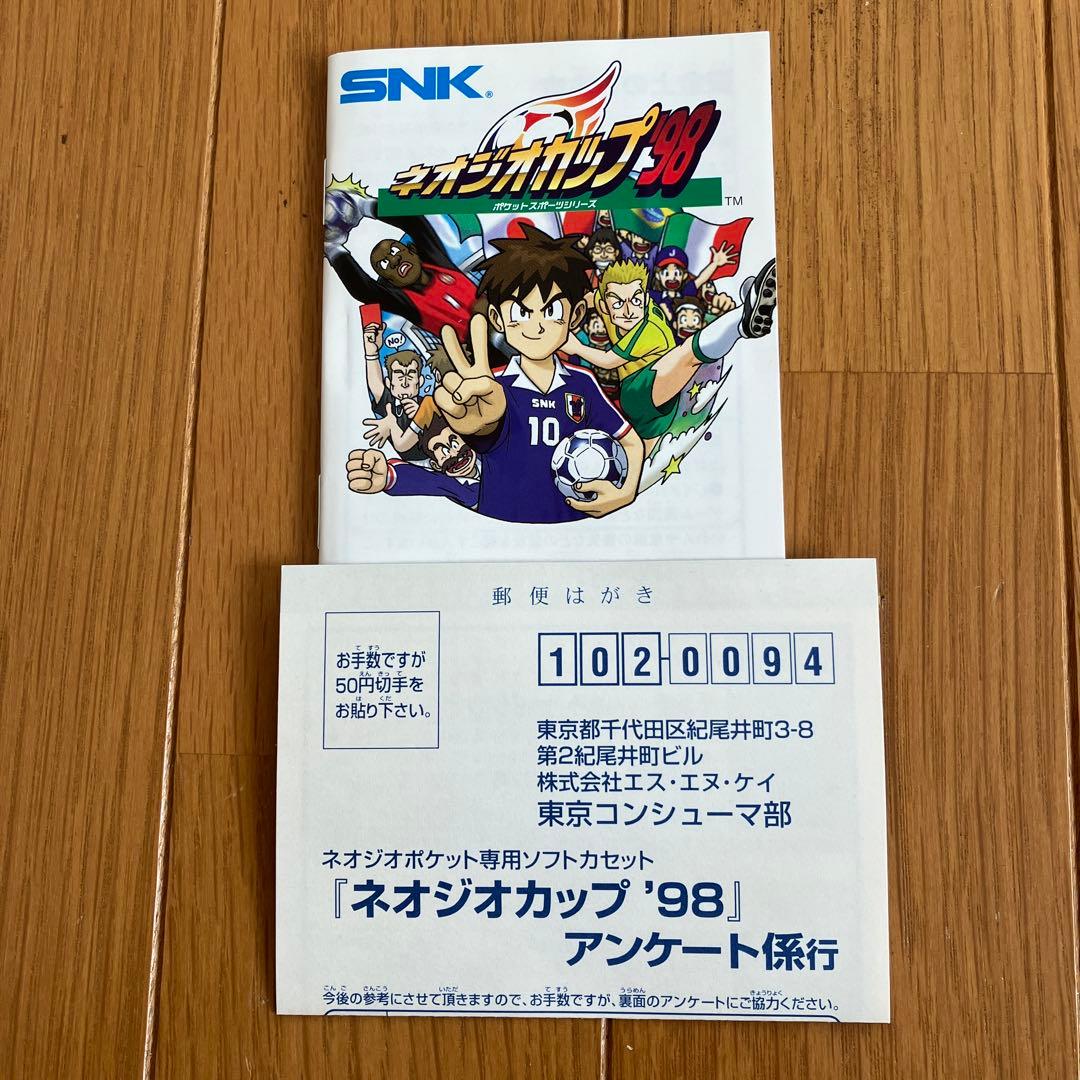 SNK®
ネオジオカップ'98
ポケットスポーツシリーズ
TM
No!
J
SNK
10
郵便はがき
お手数ですが
50円切手を
お貼り下さい。
102-0094
東京都千代田区紀尾井町3-8
第2紀尾井町ビル
株式会社エス・エヌ・ケイ
東京コンシューマ部
ネオジオポケット専用ソフトカセット
『ネオジオカップ '98』
アンケート係行
今後の参考にさせて頂きますので、お手数ですが、裏面のアンケートにご協力ください。